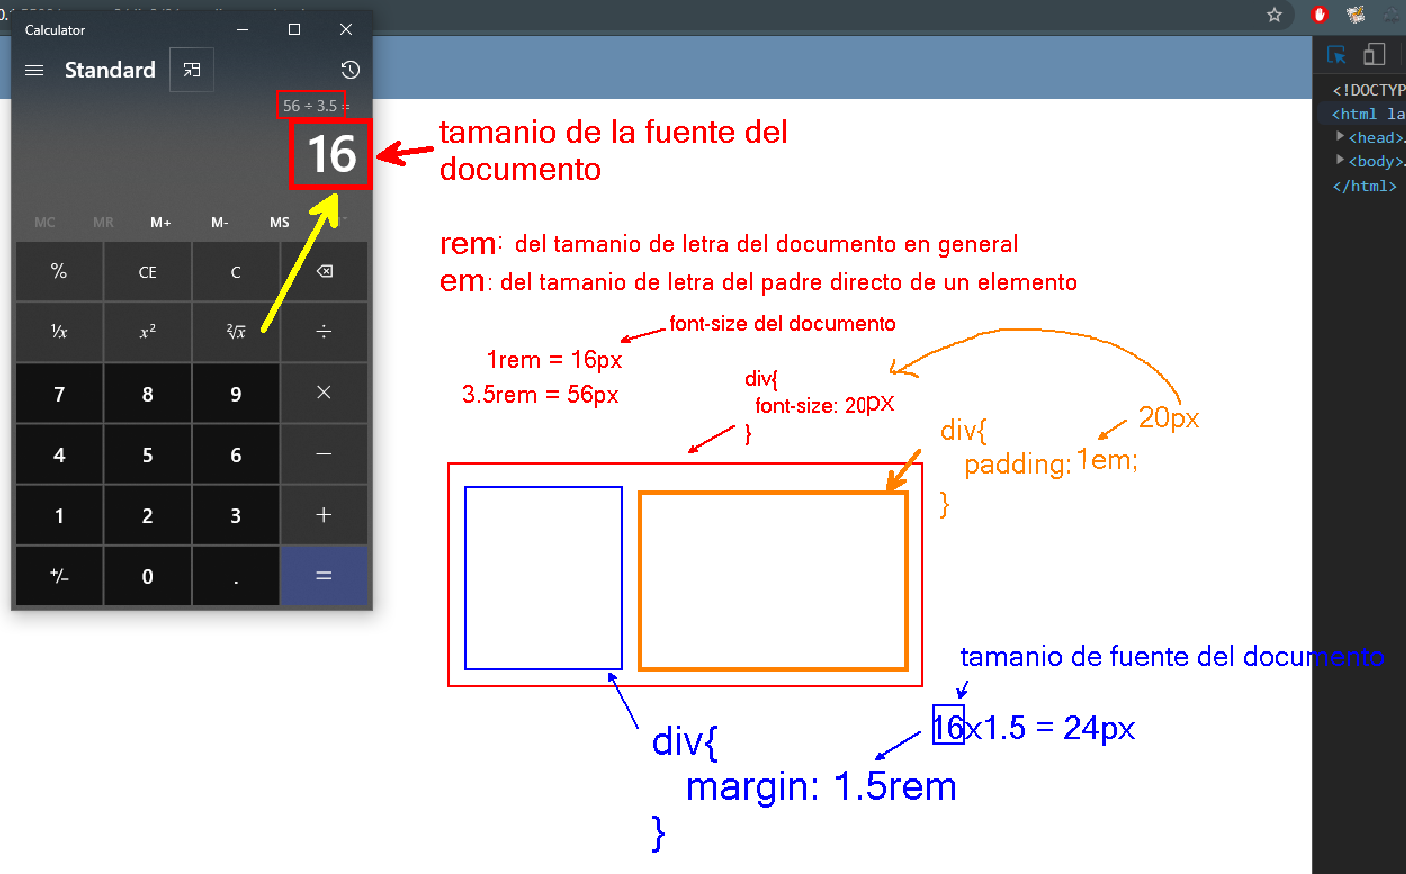 Calculator
Standard
56 ÷ 3.5 =
16
MC MR M+ M- MS
% CE C
¹/x x² ²√x ÷
7 8 9 ×
4 5 6 −
1 2 3 +
+/− 0 . =
tamanio de la fuente del
documento
rem: del tamanio de letra del documento en general
em: del tamanio de letra del padre directo de un elemento
font-size del documento
1rem = 16px
3.5rem = 56px
div{
font-size: 20px
}
20px
div{
padding: 1em;
}
tamanio de fuente del documento
16x1.5 = 24px
div{
margin: 1.5rem
}
<!DOCTYP
<html la
<head>.
<body>.
</html>